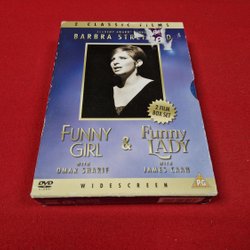 2 CLASSIC FILMS
BARBRA
2 FILM
BOX SET
FUNNY
GIRL
WITH
OMAR SHARIF
&
Funny
LADY
WITH
JAMES CAAN
DVD
PG
WIDESCREEN